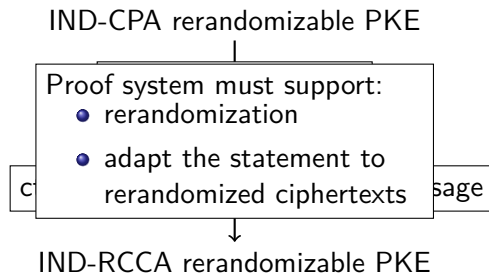 IND-CPA rerandomizable PKE
Proof system must support:
rerandomization
adapt the statement to
rerandomized ciphertexts
IND-RCCA rerandomizable PKE